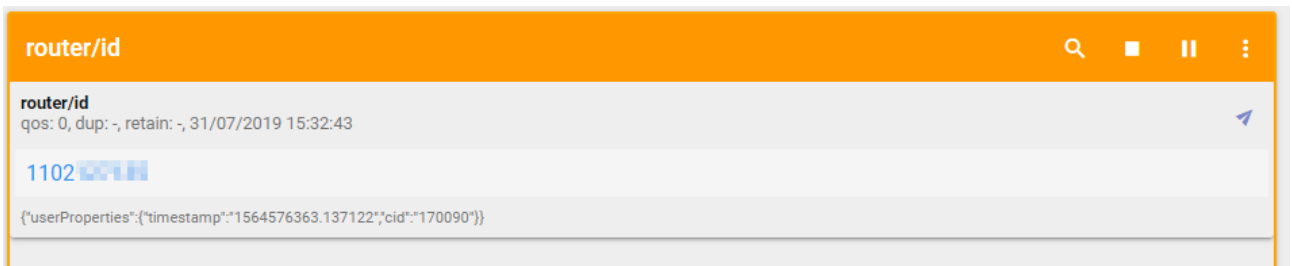 router/id
router/id
qos: 0, dup: -, retain: -, 31/07/2019 15:32:43
1102
{"userProperties":{"timestamp":"1564576363.137122","cid":"170090"}}